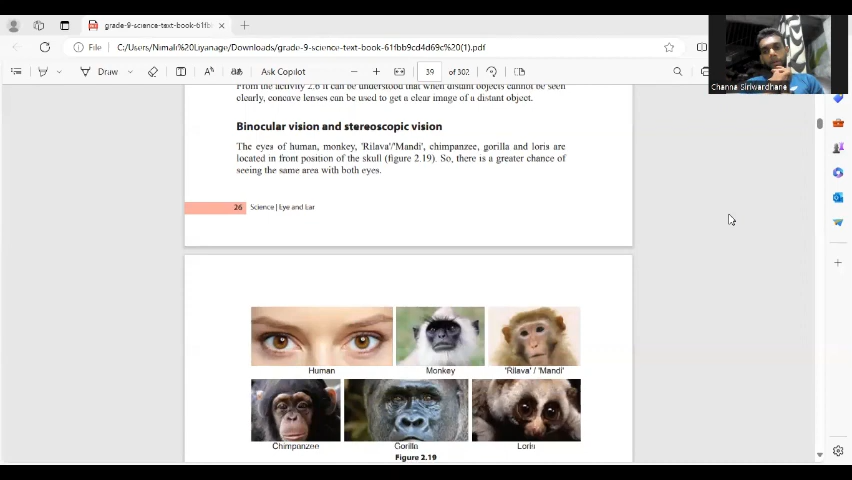 grade-9-science-text-book-61fb
File
C:/Users/Nimali%20Liyanage/Downloads/grade-9-science-text-book-61fbb9cd4d69c%20(1).pdf
Draw
Ask Copilot
39 of 302
Channa Siriwardhane
From the activity 2.6 it can be understood that when distant objects cannot be seen
clearly, concave lenses can be used to get a clear image of a distant object.
Binocular vision and stereoscopic vision
The eyes of human, monkey, 'Rilava'/'Mandi', chimpanzee, gorilla and loris are
located in front position of the skull (figure 2.19). So, there is a greater chance of
seeing the same area with both eyes.
26 Science | Eye and Ear
Human
Monkey
'Rilava' / 'Mandi'
Chimpanzee
Gorilla
Loris
Figure 2.19